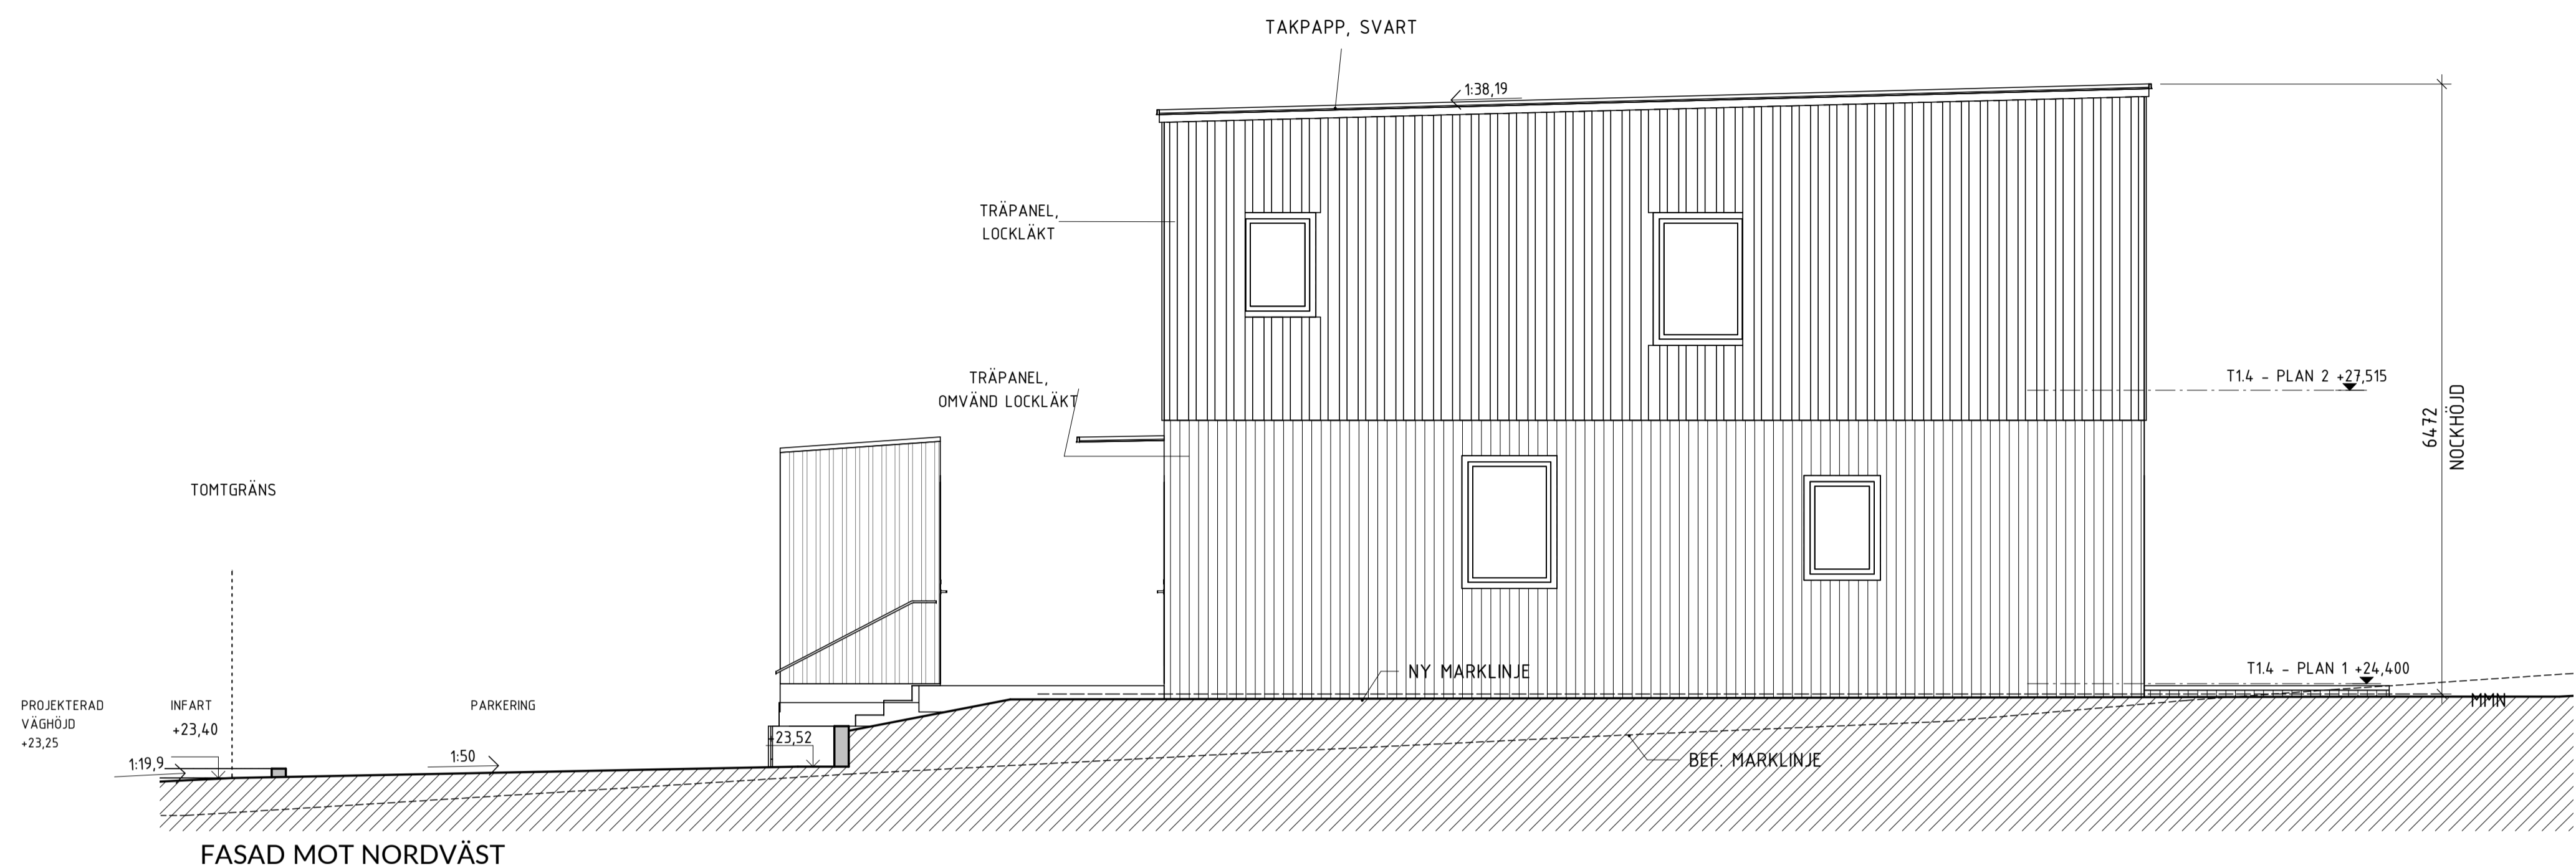 TAKPAPP, SVART
1:38,19
TRÄPANEL,
LOCKLÄKT
TRÄPANEL,
OMVÄND LOCKLÄKT
T1.4 - PLAN 2 +27,515
6472
NOCKHÖJD
TOMTGRÄNS
T1.4 - PLAN 1 +24,400
NY MARKLINJE
MMN
PROJEKTERAD
VÄGHÖJD
+23,25
INFART
+23,40
PARKERING
+23,52
1:19,9
1:50
BEF. MARKLINJE
FASAD MOT NORDVÄST